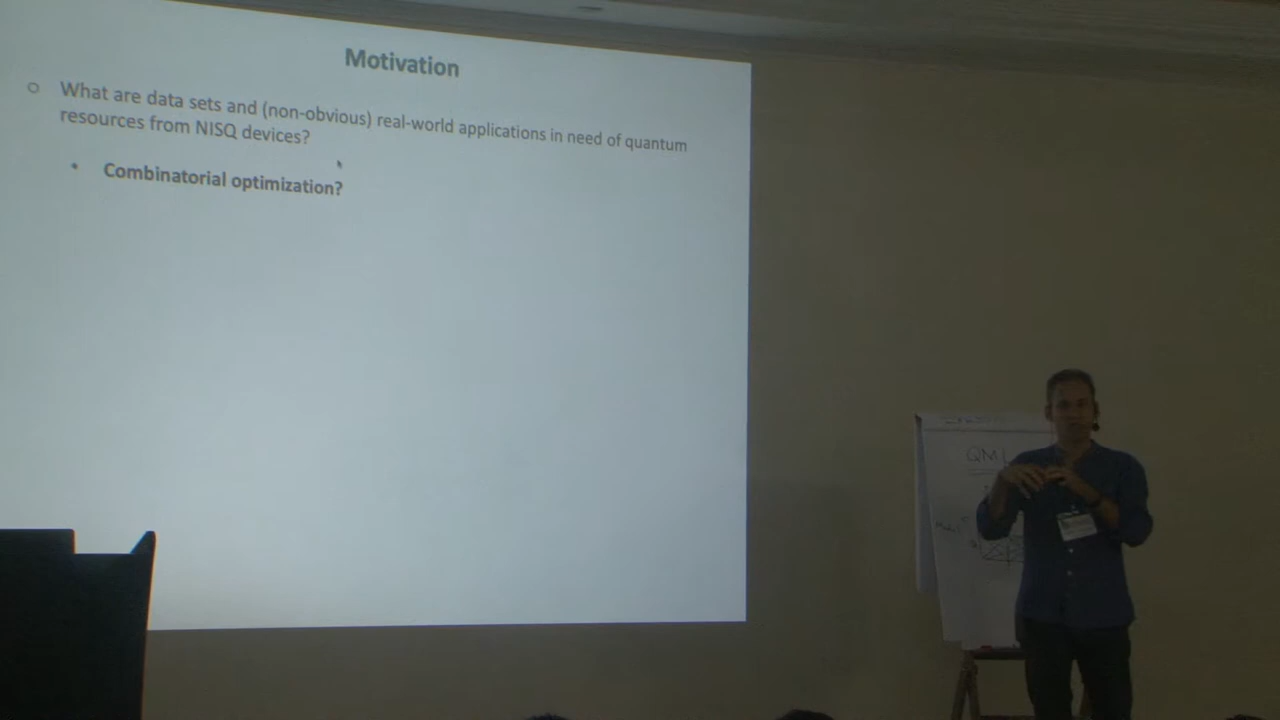 Motivation
What are data sets and (non-obvious) real-world applications in need of quantum
resources from NISQ devices?
Combinatorial optimization?
QML